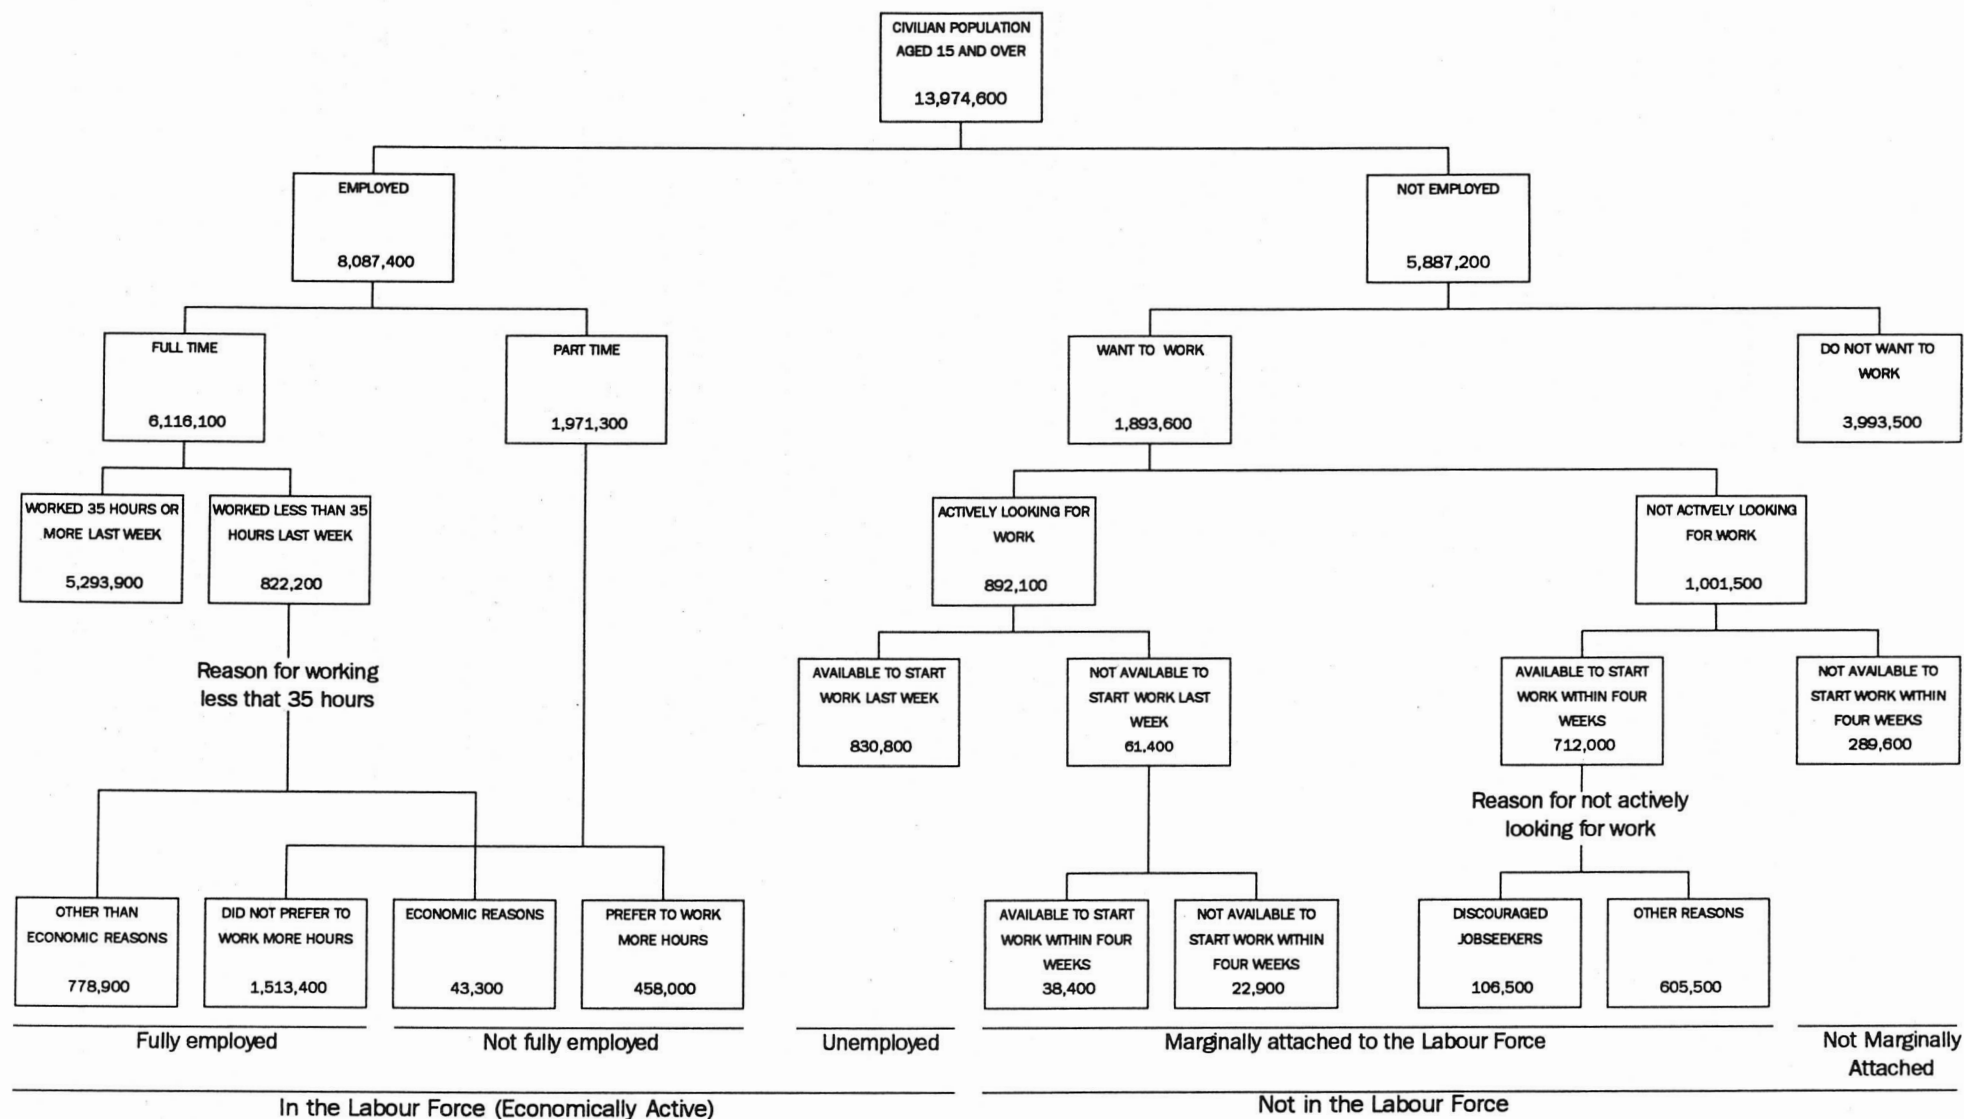 CIVILIAN POPULATION
AGED 15 AND OVER
13,974,600
EMPLOYED
8,087,400
NOT EMPLOYED
5,887,200
FULL TIME
6,116,100
PART TIME
1,971,300
WANT TO WORK
1,893,600
DO NOT WANT TO
WORK
3,993,500
WORKED 35 HOURS OR
MORE LAST WEEK
5,293,900
WORKED LESS THAN 35
HOURS LAST WEEK
822,200
ACTIVELY LOOKING FOR
WORK
892,100
NOT ACTIVELY LOOKING
FOR WORK
1,001,500
Reason for working
less that 35 hours
AVAILABLE TO START
WORK LAST WEEK
830,800
NOT AVAILABLE TO
START WORK LAST
WEEK
61,400
AVAILABLE TO START
WORK WITHIN FOUR
WEEKS
712,000
NOT AVAILABLE TO
START WORK WITHIN
FOUR WEEKS
289,600
Reason for not actively
looking for work
OTHER THAN
ECONOMIC REASONS
778,900
DID NOT PREFER TO
WORK MORE HOURS
1,513,400
ECONOMIC REASONS
43,300
PREFER TO WORK
MORE HOURS
458,000
AVAILABLE TO START
WORK WITHIN FOUR
WEEKS
38,400
NOT AVAILABLE TO
START WORK WITHIN
FOUR WEEKS
22,900
DISCOURAGED
JOBSEEKERS
106,500
OTHER REASONS
605,500
Fully employed
Not fully employed
Unemployed
Marginally attached to the Labour Force
Not Marginally
Attached
In the Labour Force (Economically Active)
Not in the Labour Force